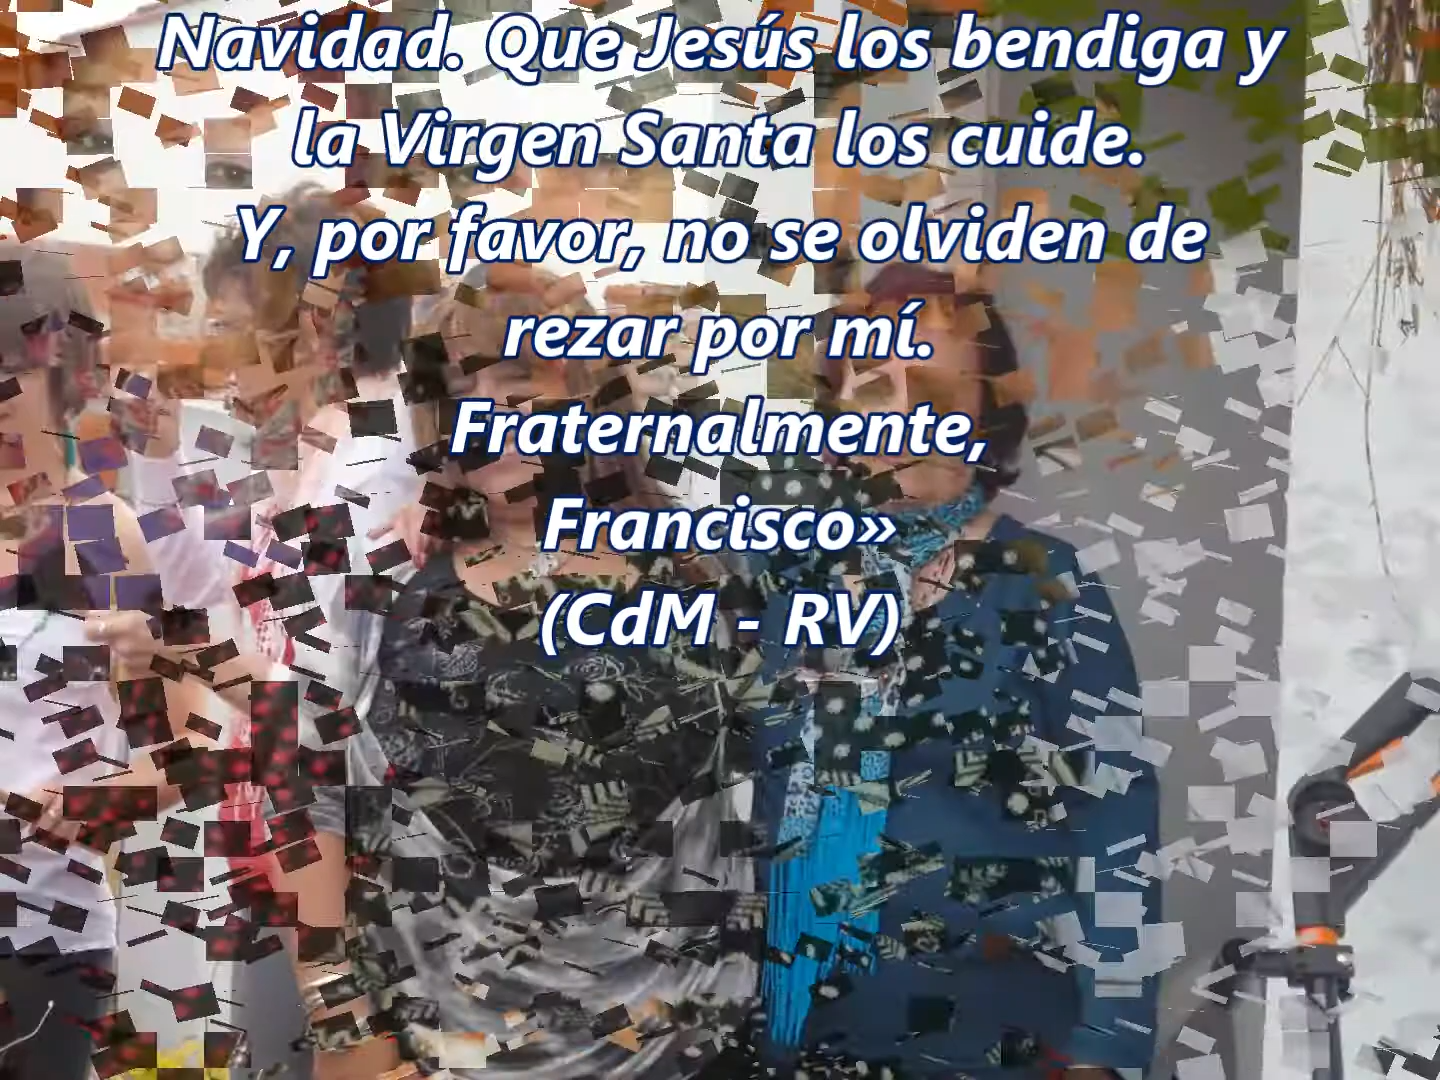 Navidad. Que Jesús los bendiga y
la Virgen Santa los cuide.
Y, por favor, no se olviden de
rezar por mí.
Fraternalmente,
Francisco»
(CdM - RV)